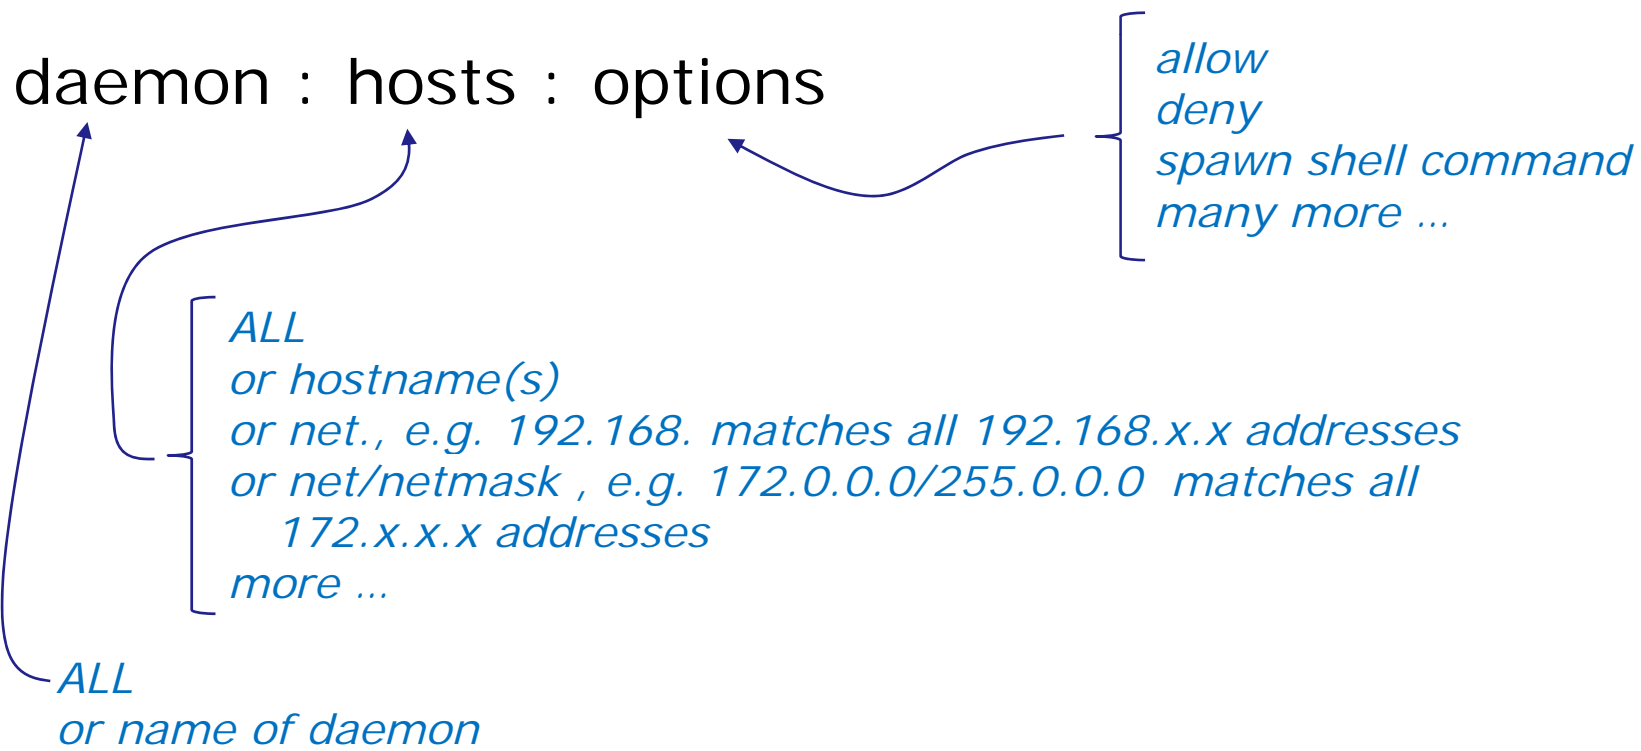 daemon : hosts : options
allow
deny
spawn shell command
many more ...
ALL
or hostname(s)
or net., e.g. 192.168. matches all 192.168.x.x addresses
or net/netmask , e.g. 172.0.0.0/255.0.0.0 matches all
172.x.x.x addresses
more ...
ALL
or name of daemon